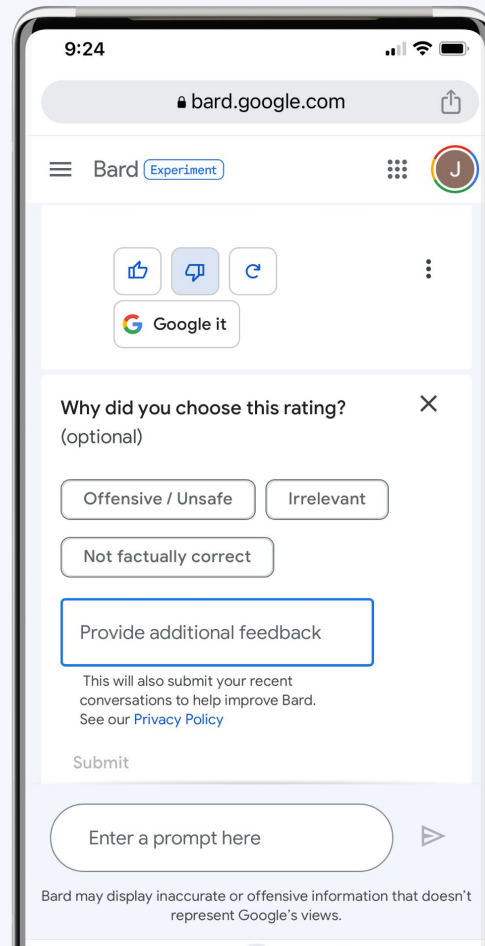 9:24
bard.google.com
Bard Experiment
J
Google it
Why did you choose this rating?
(optional)
Offensive / Unsafe
Irrelevant
Not factually correct
Provide additional feedback
This will also submit your recent
conversations to help improve Bard.
See our Privacy Policy
Submit
Enter a prompt here
Bard may display inaccurate or offensive information that doesn't
represent Google's views.